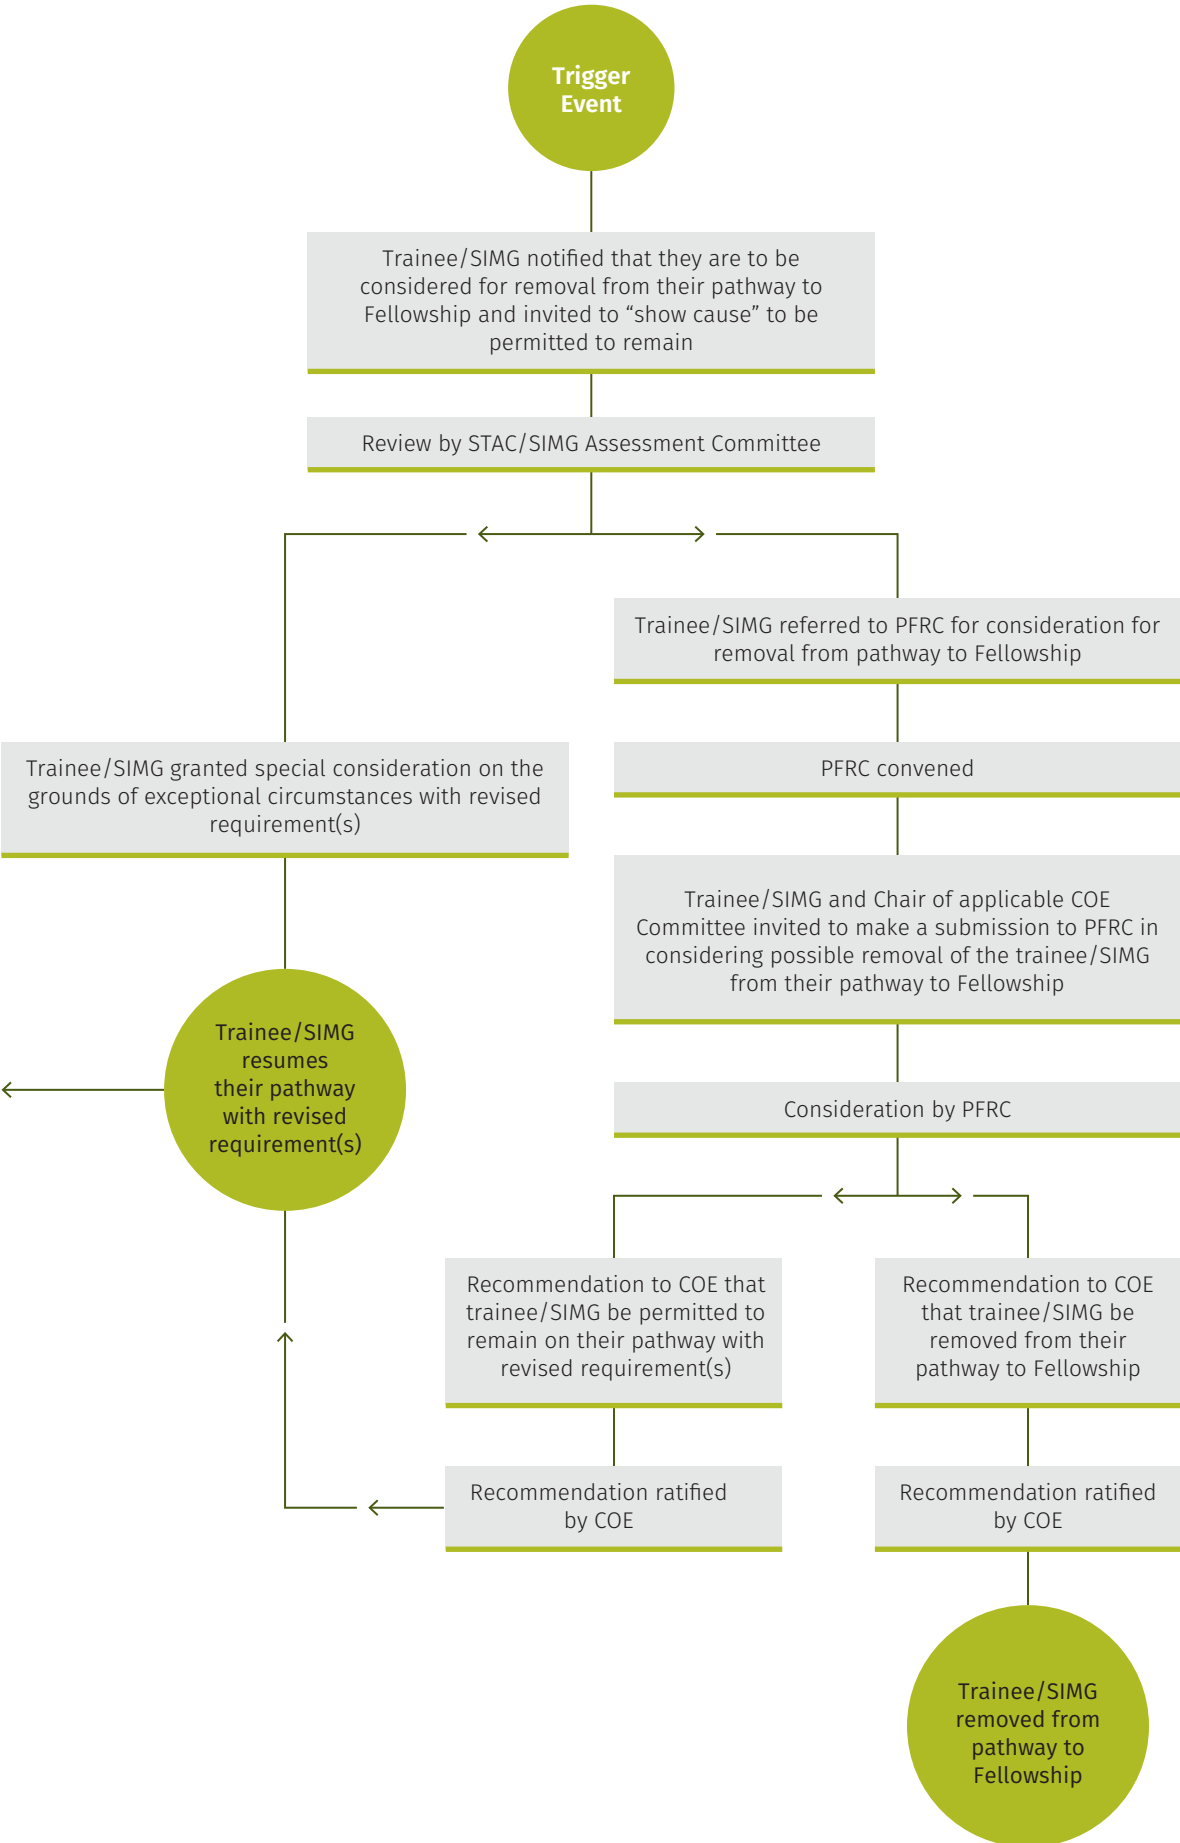 Trigger
Event
Trainee/SIMG notified that they are to be
considered for removal from their pathway to
Fellowship and invited to “show cause” to be
permitted to remain
Review by STAC/SIMG Assessment Committee
Trainee/SIMG referred to PFRC for consideration for
removal from pathway to Fellowship
Trainee/SIMG granted special consideration on the
grounds of exceptional circumstances with revised
requirement(s)
PFRC convened
Trainee/SIMG and Chair of applicable COE
Committee invited to make a submission to PFRC in
considering possible removal of the trainee/SIMG
from their pathway to Fellowship
Trainee/SIMG
resumes
their pathway
with revised
requirement(s)
Consideration by PFRC
Recommendation to COE that
trainee/SIMG be permitted to
remain on their pathway with
revised requirement(s)
Recommendation to COE
that trainee/SIMG be
removed from their
pathway to Fellowship
Recommendation ratified
by COE
Recommendation ratified
by COE
Trainee/SIMG
removed from
pathway to
Fellowship